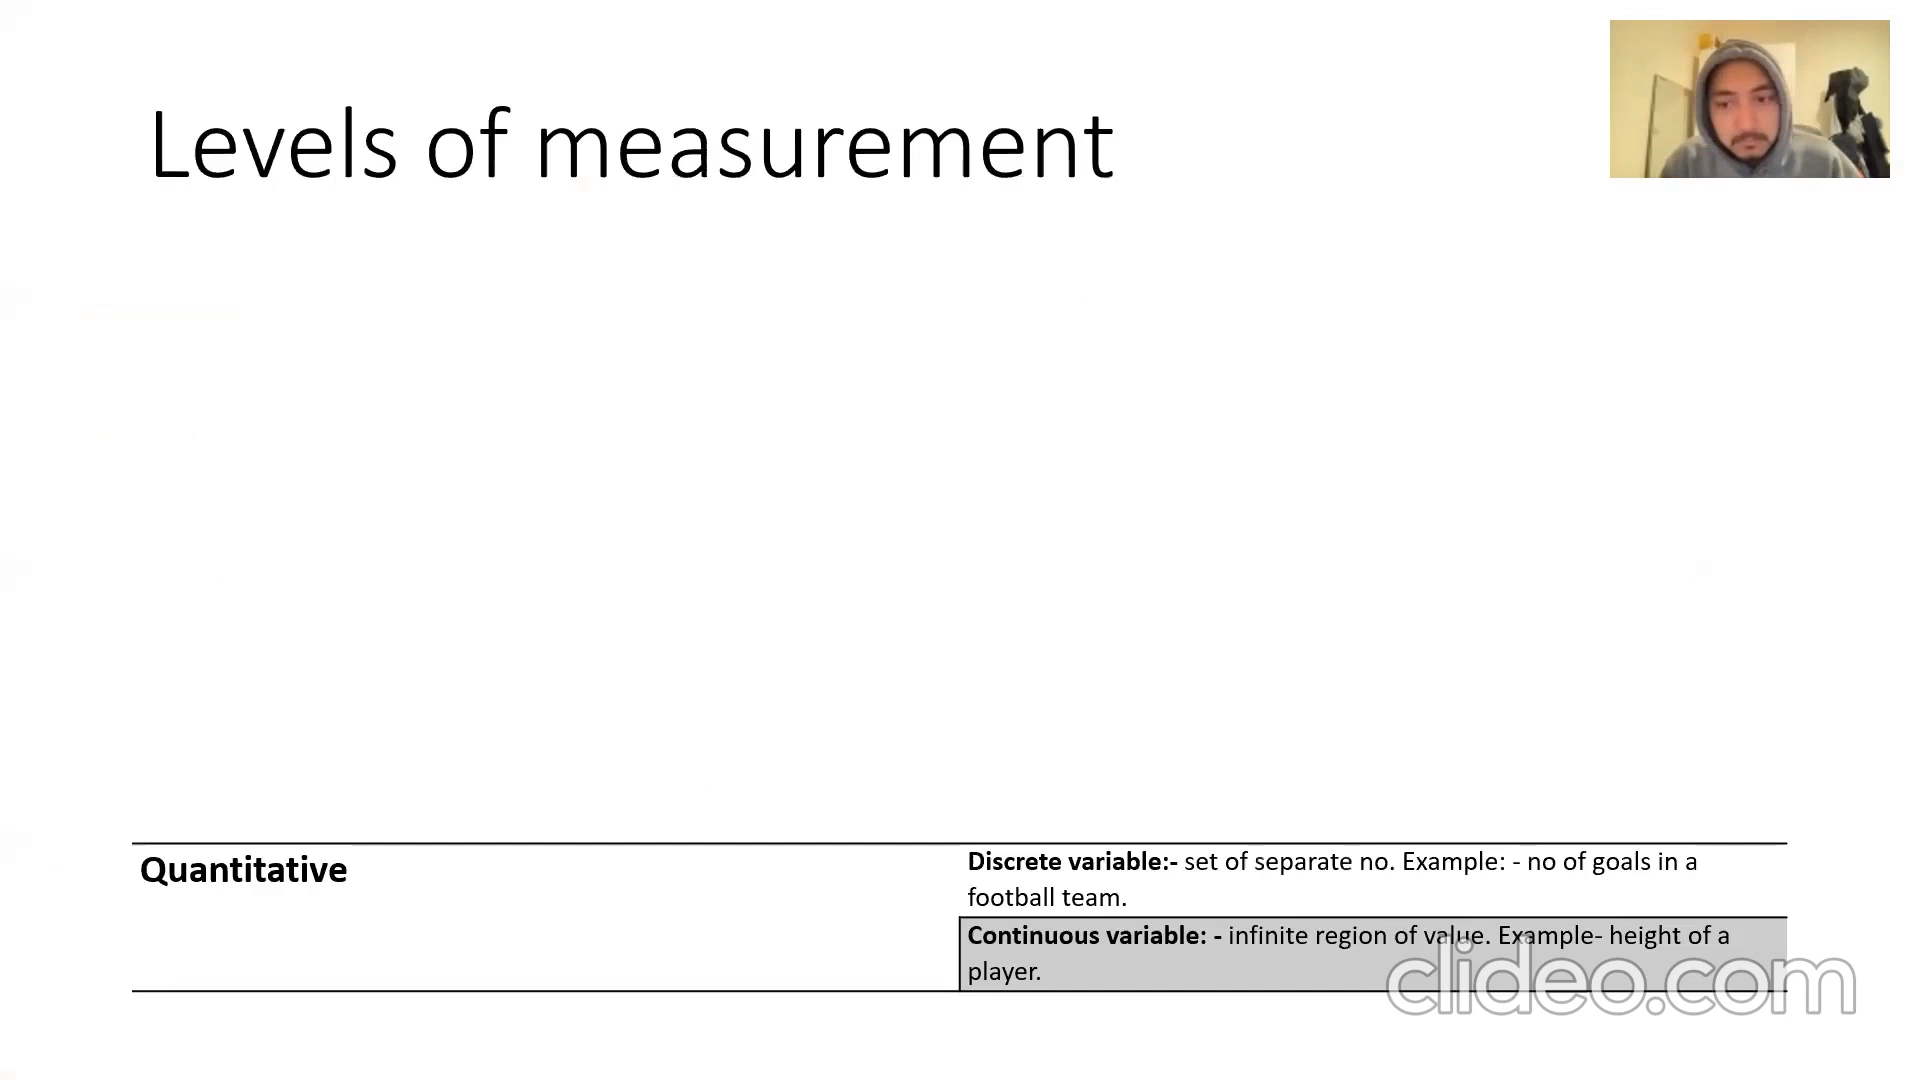 Levels of measurement
Quantitative
Discrete variable:- set of separate no. Example: - no of goals in a
football team.
Continuous variable: - infinite region of value. Example- height of a
player.
clideo.com